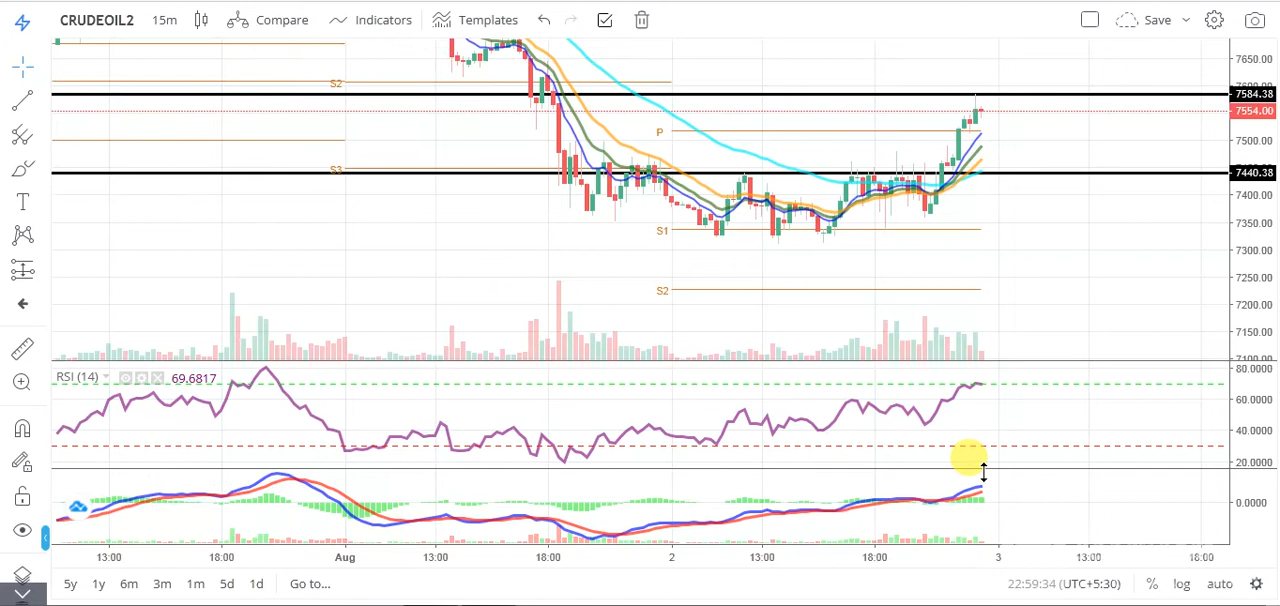 CRUDEOIL2 15m Compare Indicators Templates Save
7650.00
7584.38
7554.00
7500.00
7440.38
7400.00
7350.00
7300.00
7250.00
7200.00
7150.00
7100.00
S2
S3
P
S1
S2
RSI (14) 69.6817
80.0000
60.0000
40.0000
20.0000
0.0000
13:00 18:00 Aug 13:00 18:00 2 13:00 18:00 3 13:00 18:00
5y 1y 6m 3m 1m 5d 1d Go to... 22:59:34 (UTC+5:30) % log auto